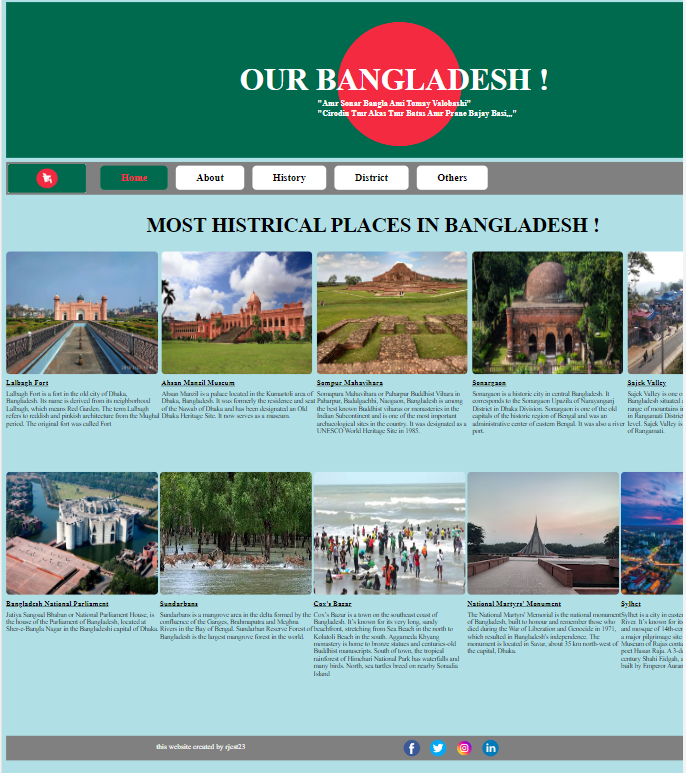 OUR BANGLADESH !
"Amr Sonar Bangla Ami Tomay Valobashi"
"Cirodin Tmr Akas Tmr Batas Amr Prane Bajay Basi,,,"
Home About History District Others
MOST HISTRICAL PLACES IN BANGLADESH !
Lalbagh Fort
Lalbagh Fort is a fort in the old city of Dhaka,
Bangladesh. Its name is derived from its neighborhood
Lalbagh, which means Red Garden. The term Lalbagh
refers to reddish and pinkish architecture from the Mughal
period. The original fort was called Fort
Ahsan Manzil Museum
Ahsan Manzil is a palace located in the Kumartoli area of
Dhaka, Bangladesh. It was formerly the residence and seat
of the Nawab of Dhaka and has been designated an Old
Dhaka Heritage Site. It now serves as a museum.
Sompur Mahavihara
Somapura Mahavihara or Paharpur Buddhist Vihara in
Paharpur, Badalgachhi, Naogaon, Bangladesh is among
the best known Buddhist viharas or monasteries in the
Indian Subcontinent and is one of the most important
archaeological sites in the country. It was designated as a
UNESCO World Heritage Site in 1985.
Sonargaon
Sonargaon is a historic city in central Bangladesh. It
corresponds to the Sonargaon Upazila of Narayanganj
District in Dhaka Division. Sonargaon is one of the old
capitals of the historic region of Bengal and was an
administrative center of eastern Bengal. It was also a river
port.
Sajek Valley
Sajek Valley is one o
Bangladesh situated
range of mountains in
in Rangamati District
level. Sajek Valley is
of Rangamati.
Bangladesh National Parliament
Jatiya Sangsad Bhaban or National Parliament House, is
the house of the Parliament of Bangladesh, located at
Sher-e-Bangla Nagar in the Bangladeshi capital of Dhaka.
Sundarbans
Sundarbans is a mangrove area in the delta formed by the
confluence of the Ganges, Brahmaputra and Meghna
Rivers in the Bay of Bengal. Sundarban Reserve Forest of
Bangladesh is the largest mangrove forest in the world.
Cox's Bazar
Cox's Bazar is a town on the southeast coast of
Bangladesh. It's known for its very long, sandy
beachfront, stretching from Sea Beach in the north to
Kolatoli Beach in the south. Aggameda Khyang
monastery is home to bronze statues and centuries-old
Buddhist manuscripts. South of town, the tropical
rainforest of Himchari National Park has waterfalls and
many birds. North, sea turtles breed on nearby Sonadia
Island
National Martyrs' Monument
The National Martyrs' Memorial is the national monument
of Bangladesh, built to honour and remember those who
died during the War of Liberation and Genocide in 1971,
which resulted in Bangladesh's independence. The
monument is located in Savar, about 35 km north-west of
the capital, Dhaka.
Sylhet
Sylhet is a city in easte
River. It's known for its
and mosque of 14th-cen
a major pilgrimage site
Museum of Rajas conta
poet Hasan Raja. A 3-d
century Shahi Eidgah, a
built by Emperor Auran
this website created by rject23